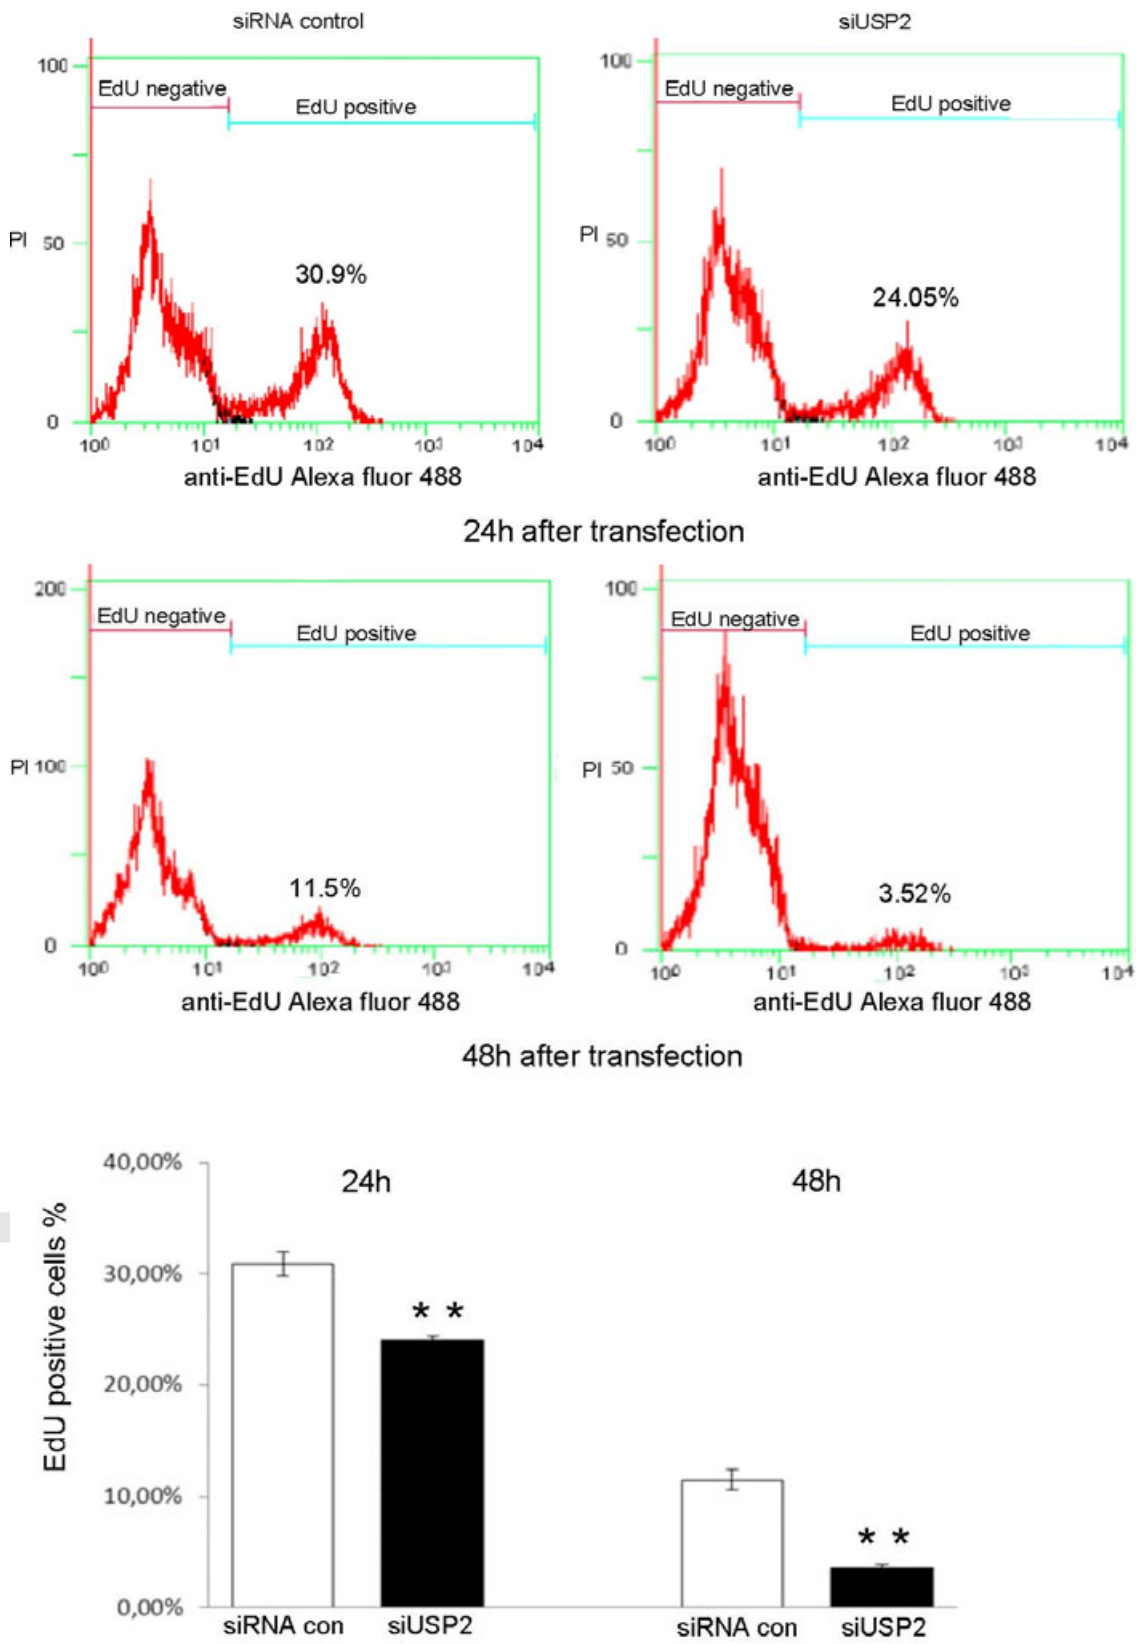 siRNA control
siUSP2
100
EdU negative
EdU positive
PI 50
30.9%
0
10⁰ 10¹ 10² 10³ 10⁴
anti-EdU Alexa fluor 488
100
EdU negative
EdU positive
PI 50
24.05%
0
10⁰ 10¹ 10² 10³ 10⁴
anti-EdU Alexa fluor 488
24h after transfection
200
EdU negative
EdU positive
PI 100
11.5%
0
10⁰ 10¹ 10² 10³ 10⁴
anti-EdU Alexa fluor 488
100
EdU negative
EdU positive
PI 50
3.52%
0
10⁰ 10¹ 10² 10³ 10⁴
anti-EdU Alexa fluor 488
48h after transfection
EdU positive cells %
40,00%
30,00%
20,00%
10,00%
0,00%
24h
48h
* *
* *
siRNA con
siUSP2
siRNA con
siUSP2